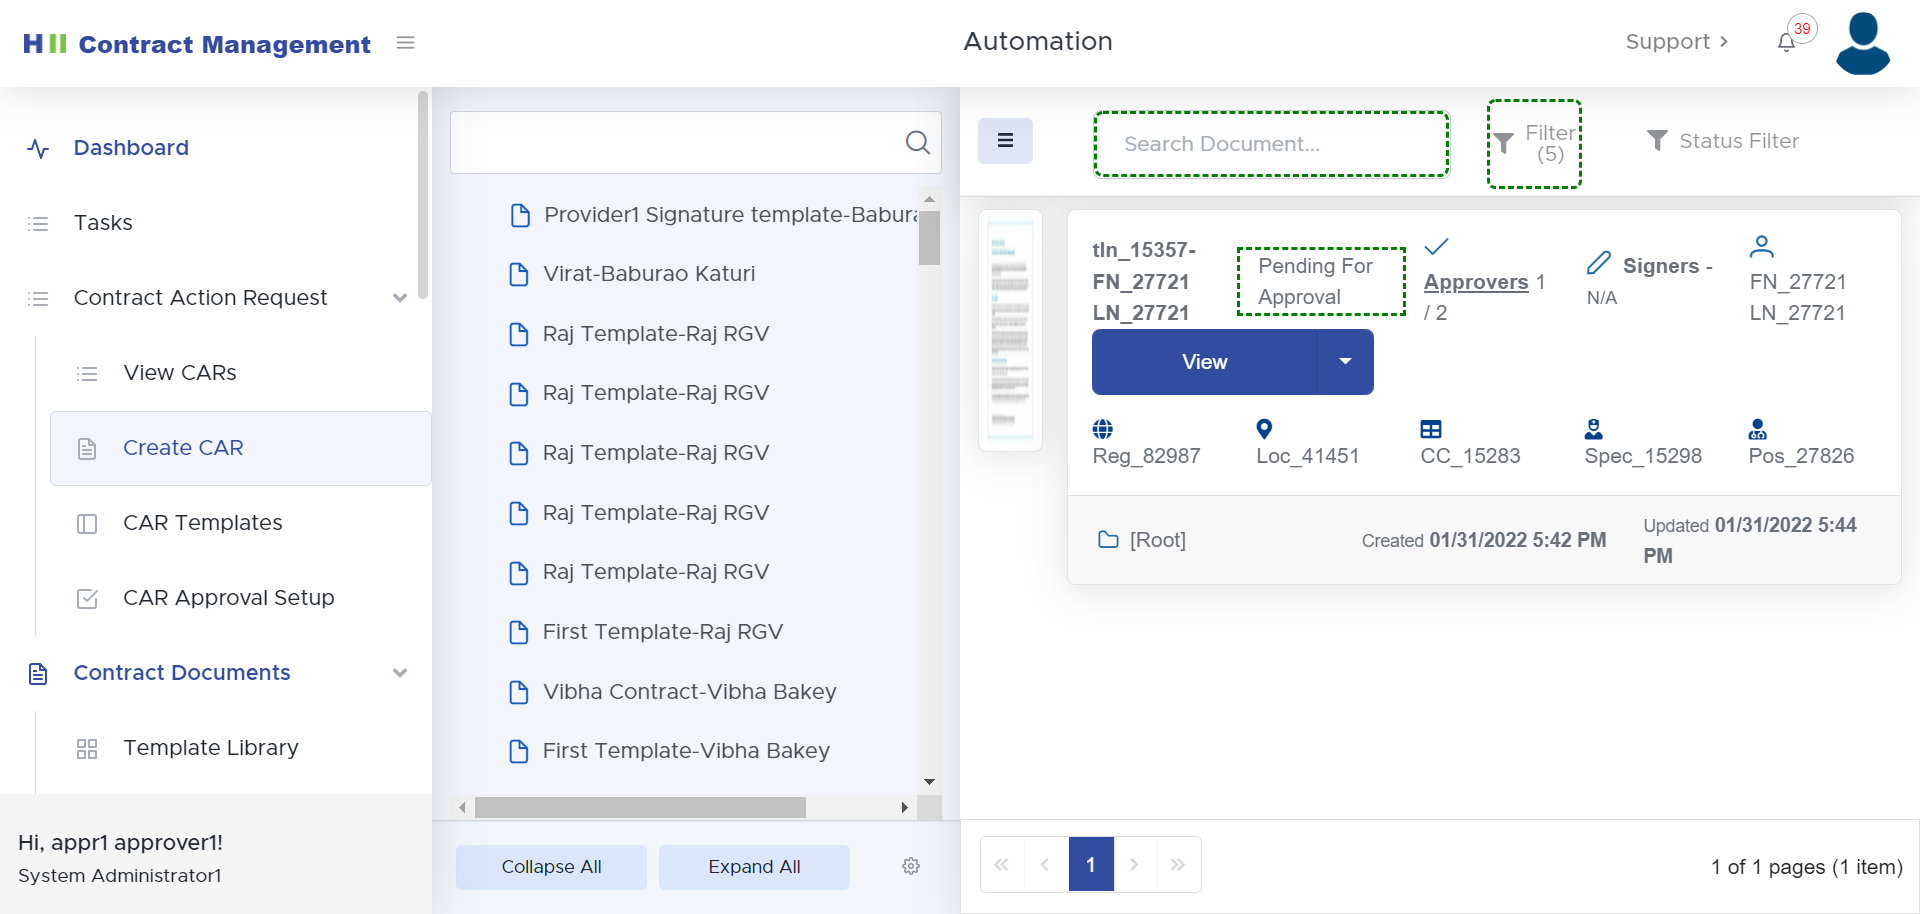 HII Contract Management
Automation
Support
39
Dashboard
Tasks
Contract Action Request
View CARs
Create CAR
CAR Templates
CAR Approval Setup
Contract Documents
Template Library
Hi, appr1 approver1!
System Administrator1
Provider1 Signature template-Babura
Virat-Baburao Katuri
Raj Template-Raj RGV
Raj Template-Raj RGV
Raj Template-Raj RGV
Raj Template-Raj RGV
Raj Template-Raj RGV
First Template-Raj RGV
Vibha Contract-Vibha Bakey
First Template-Vibha Bakey
Collapse All
Expand All
Search Document...
Filter
(5)
Status Filter
tln_15357-
FN_27721
LN_27721
Pending For
Approval
Approvers 1
/ 2
Signers -
N/A
FN_27721
LN_27721
View
Reg_82987
Loc_41451
CC_15283
Spec_15298
Pos_27826
[Root]
Created 01/31/2022 5:42 PM
Updated 01/31/2022 5:44
PM
1
1 of 1 pages (1 item)